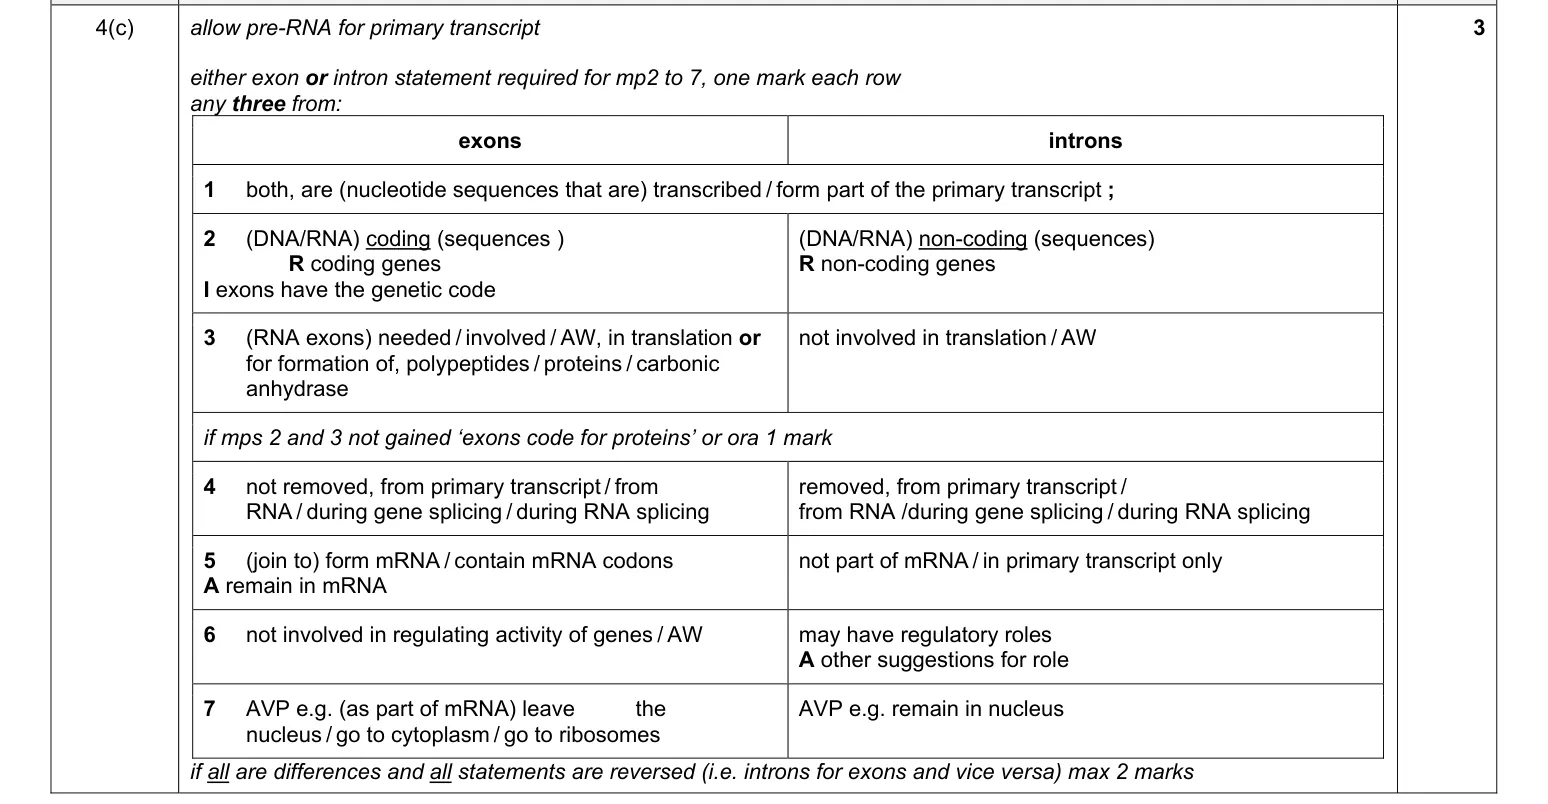 4(c)
allow pre-RNA for primary transcript
3
either exon or intron statement required for mp2 to 7, one mark each row
any three from:
exons
introns
1 both, are (nucleotide sequences that are) transcribed / form part of the primary transcript ;
2 (DNA/RNA) coding (sequences )
R coding genes
I exons have the genetic code
(DNA/RNA) non-coding (sequences)
R non-coding genes
3 (RNA exons) needed / involved / AW, in translation or
for formation of, polypeptides / proteins / carbonic
anhydrase
not involved in translation / AW
if mps 2 and 3 not gained ‘exons code for proteins’ or ora 1 mark
4 not removed, from primary transcript / from
RNA / during gene splicing / during RNA splicing
removed, from primary transcript /
from RNA /during gene splicing / during RNA splicing
5 (join to) form mRNA / contain mRNA codons
A remain in mRNA
not part of mRNA / in primary transcript only
6 not involved in regulating activity of genes / AW
may have regulatory roles
A other suggestions for role
7 AVP e.g. (as part of mRNA) leave the
nucleus / go to cytoplasm / go to ribosomes
AVP e.g. remain in nucleus
if all are differences and all statements are reversed (i.e. introns for exons and vice versa) max 2 marks